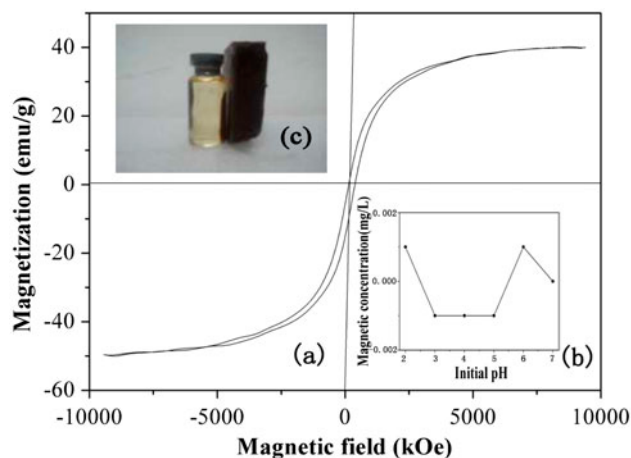 Magnetization (emu/g)
40
20
0
-20
-40
-60
(c)
(a)
Magnetic concentration(mg/L)
0.002
0.000
-0.002
2 3 4 5 6 7
Initial pH
(b)
-10000 -5000 0 5000 10000
Magnetic field (kOe)